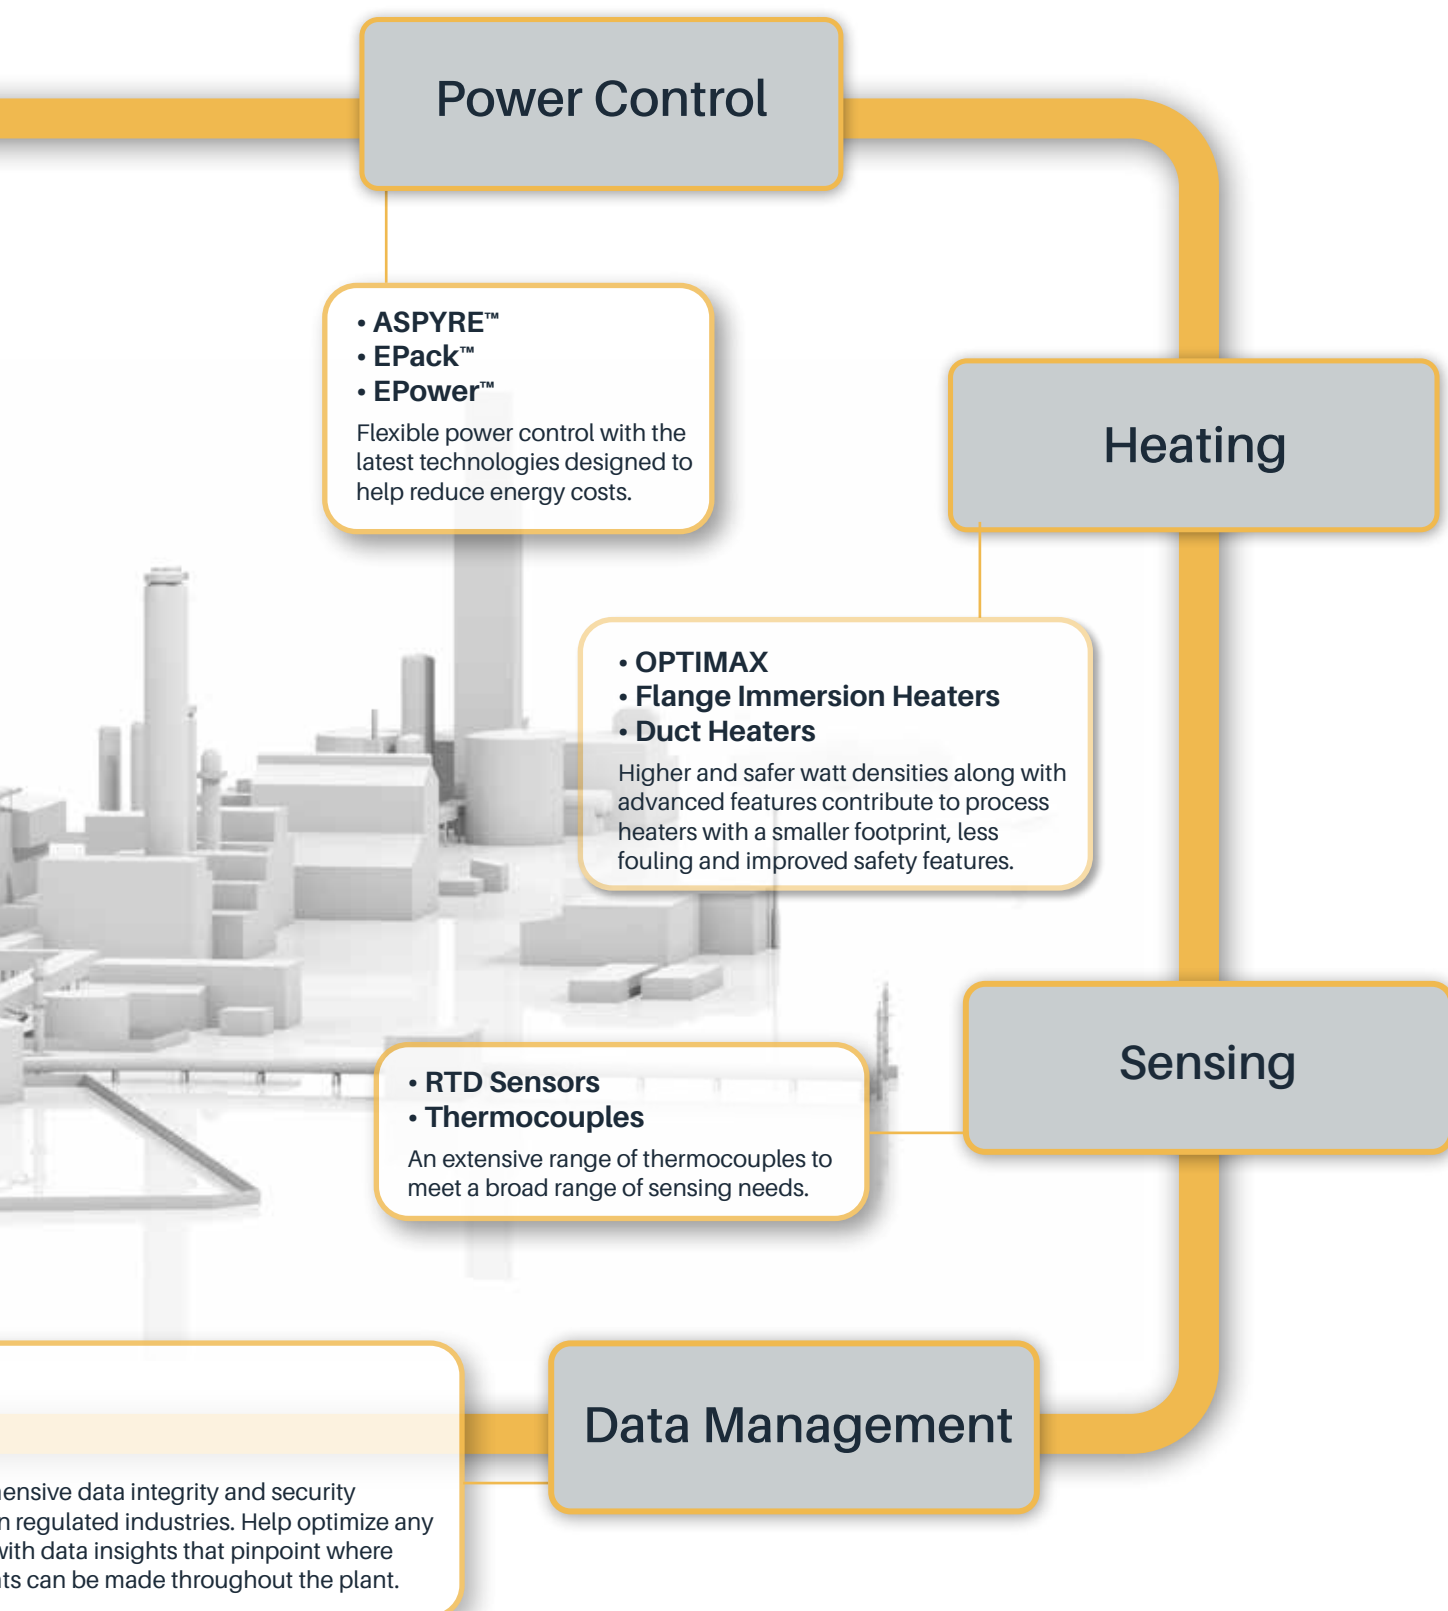 Power Control
• ASPYRE™
• EPack™
• EPower™
Flexible power control with the
latest technologies designed to
help reduce energy costs.
Heating
• OPTIMAX
• Flange Immersion Heaters
• Duct Heaters
Higher and safer watt densities along with
advanced features contribute to process
heaters with a smaller footprint, less
fouling and improved safety features.
Sensing
• RTD Sensors
• Thermocouples
An extensive range of thermocouples to
meet a broad range of sensing needs.
Data Management
data integrity and security
regulated industries. Help optimize any
with data insights that pinpoint where
can be made throughout the plant.